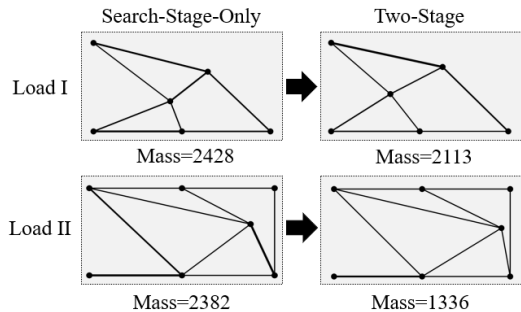 Search-Stage-Only Two-Stage
Load I
Mass=2428 Mass=2113
Load II
Mass=2382 Mass=1336